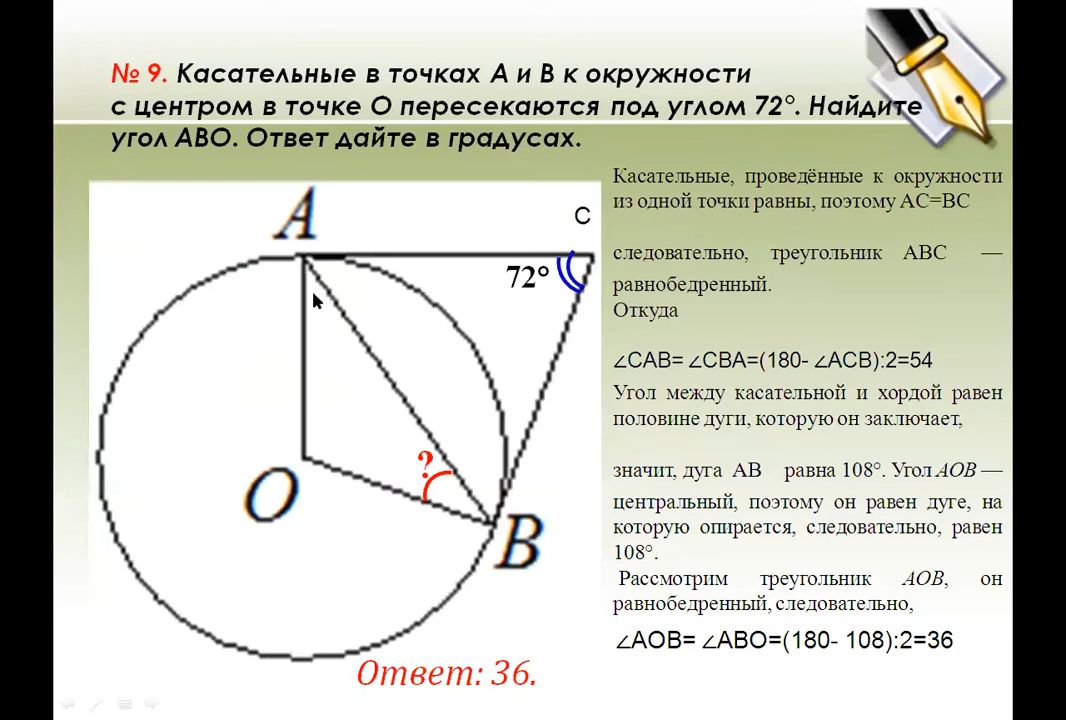 № 9. Касательные в точках A и B к окружности
с центром в точке O пересекаются под углом 72°. Найдите
угол ABO. Ответ дайте в градусах.
A
C
72°
?
O
B
Ответ: 36.
Касательные, проведённые к окружности
из одной точки равны, поэтому AC=BC
следовательно, треугольник ABC —
равнобедренный.
Откуда
∠CAB= ∠CBA=(180- ∠ACB):2=54
Угол между касательной и хордой равен
половине дуги, которую он заключает,
значит, дуга AB равна 108°. Угол AOB —
центральный, поэтому он равен дуге, на
которую опирается, следовательно, равен
108°.
Рассмотрим треугольник AOB, он
равнобедренный, следовательно,
∠AOB= ∠ABO=(180- 108):2=36